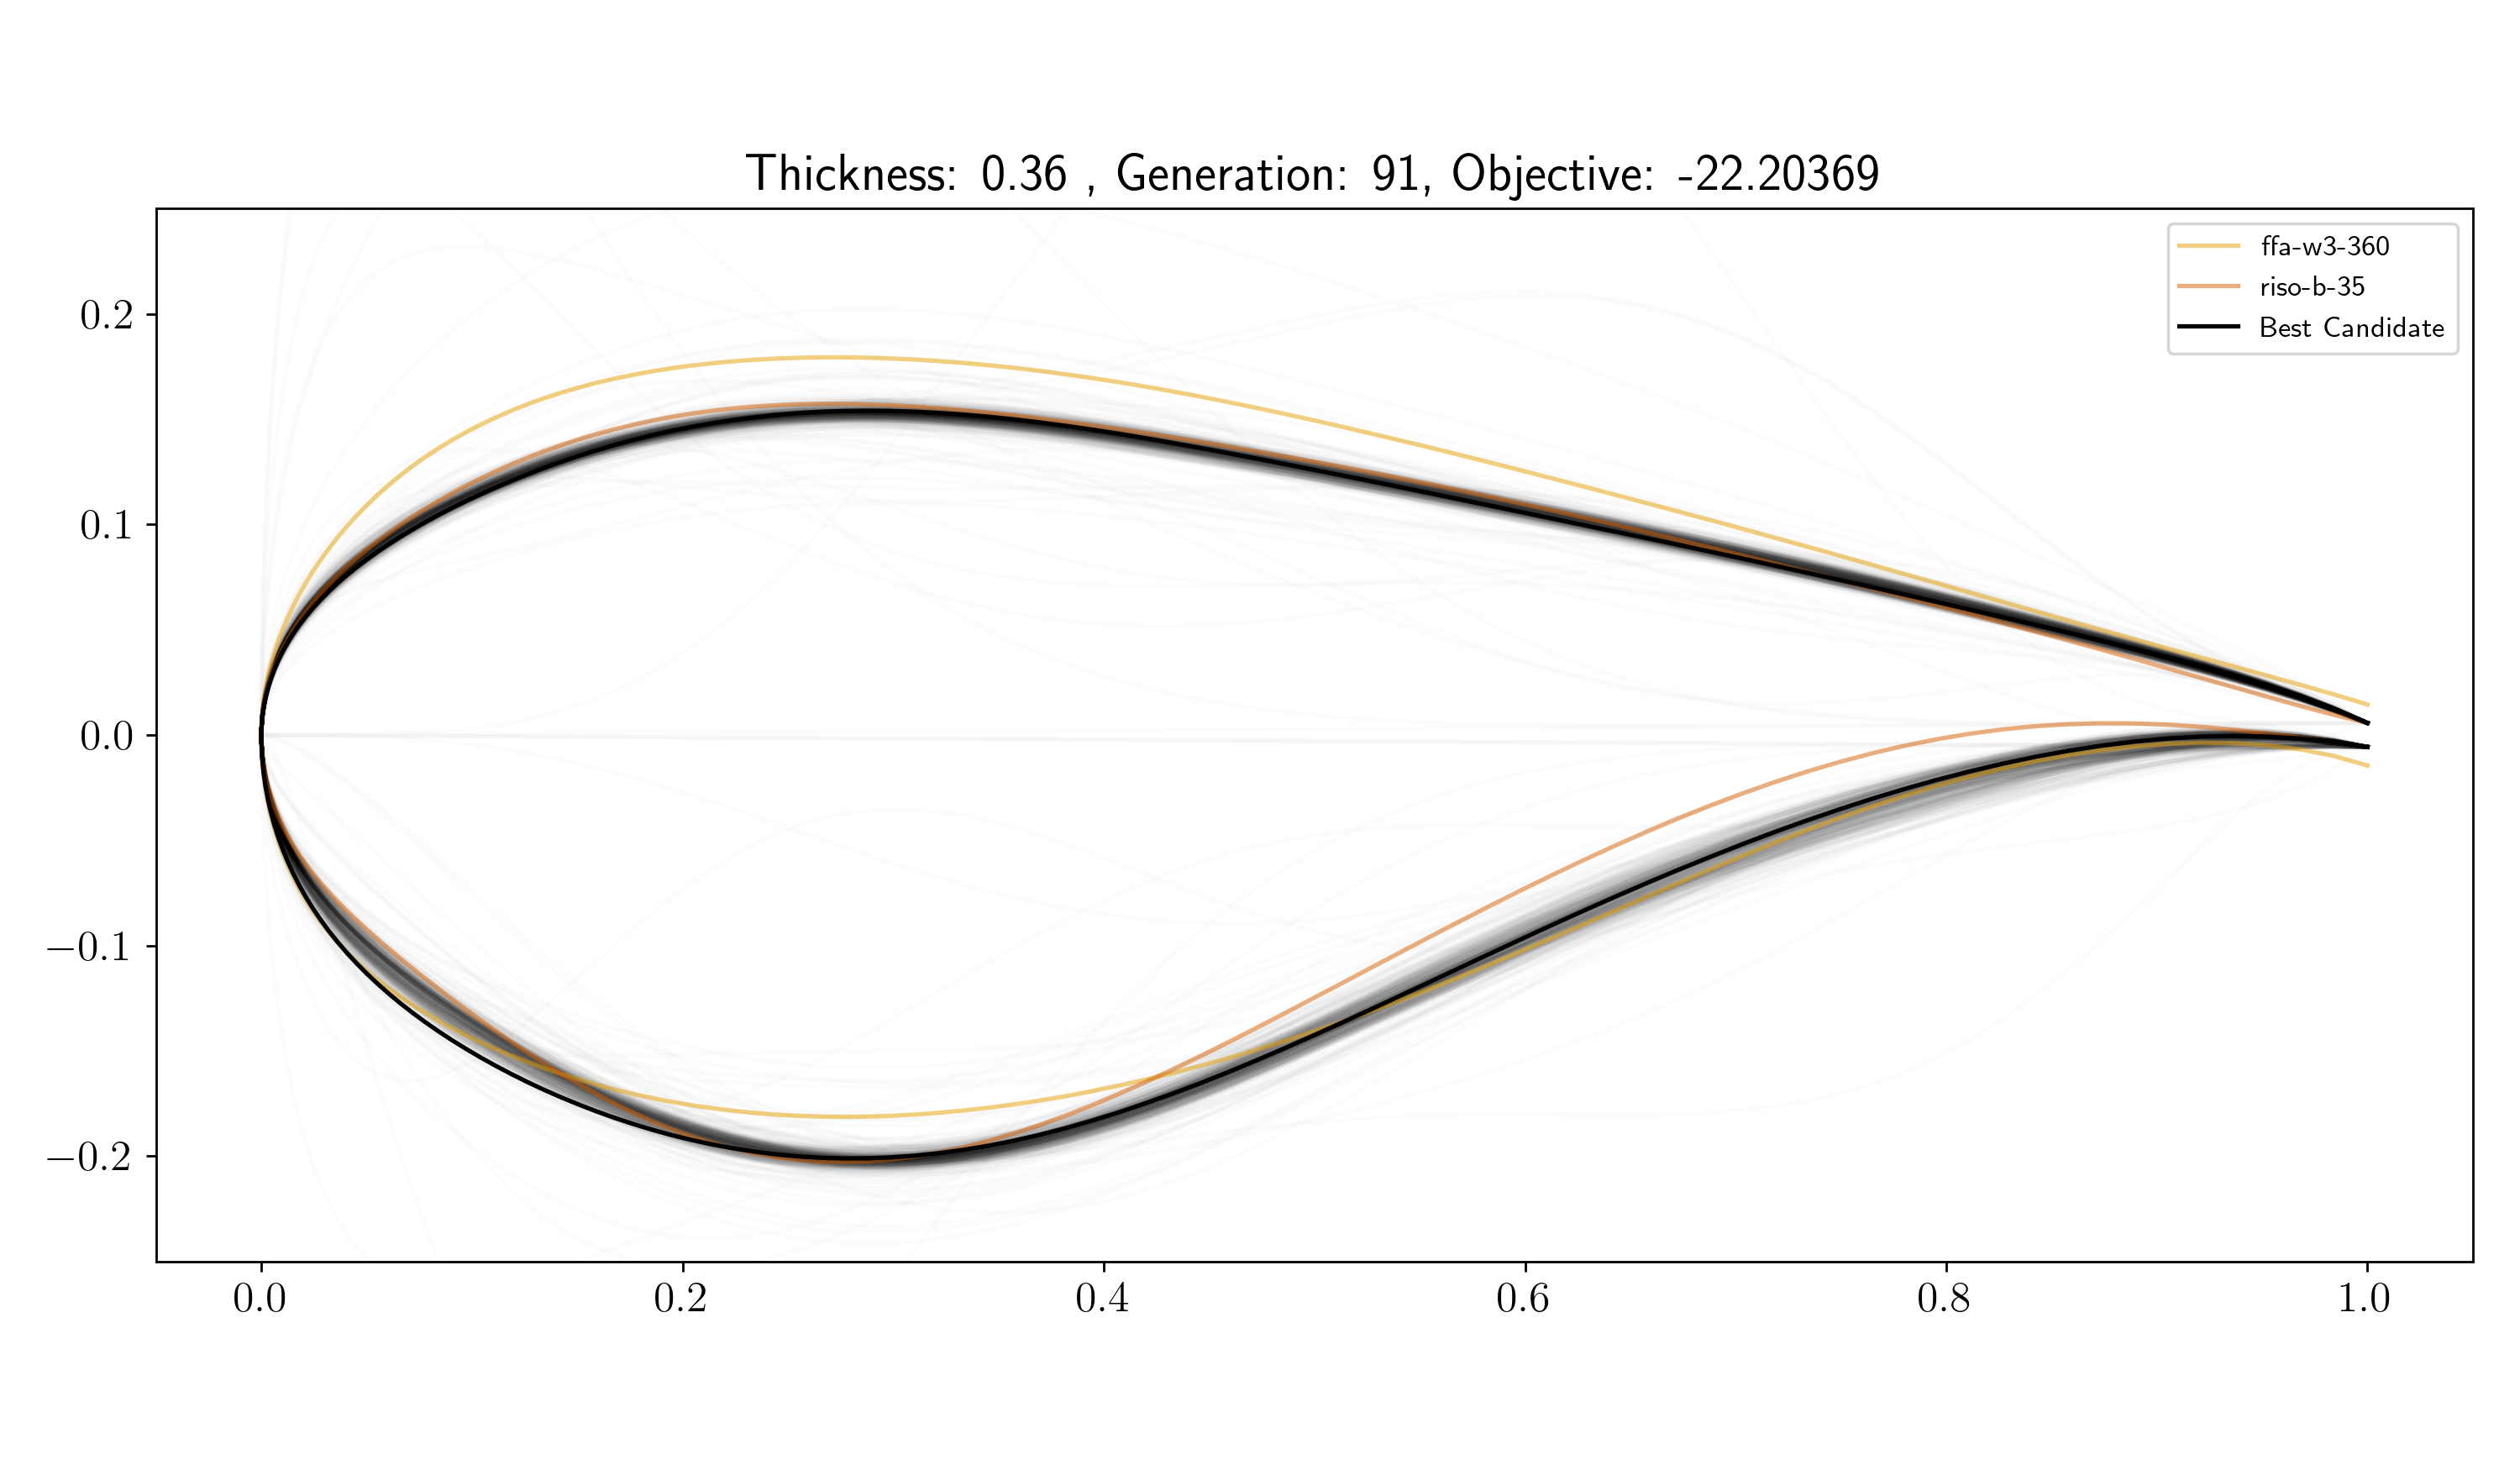 Thickness: 0.36 , Generation: 91, Objective: -22.20369
ffa-w3-360
riso-b-35
Best Candidate
0.2
0.1
0.0
−0.1
−0.2
0.0 0.2 0.4 0.6 0.8 1.0